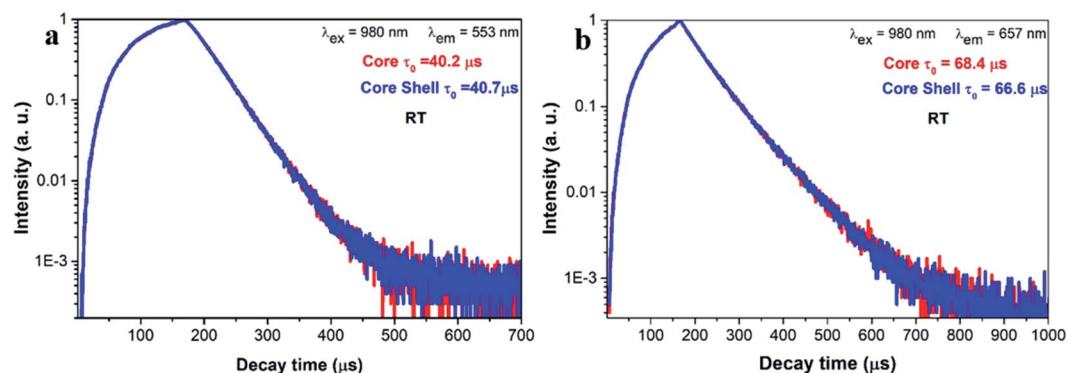 a
λex = 980 nm λem = 553 nm
Core τ0 = 40.2 μs
Core Shell τ0 = 40.7μs
RT
Intensity (a. u.)
1
0.1
0.01
1E-3
100 200 300 400 500 600 700
Decay time (μs)
b
λex = 980 nm λem = 657 nm
Core τ0 = 68.4 μs
Core Shell τ0 = 66.6 μs
RT
Intensity (a. u.)
1
0.1
0.01
1E-3
100 200 300 400 500 600 700 800 900 1000
Decay time (μs)